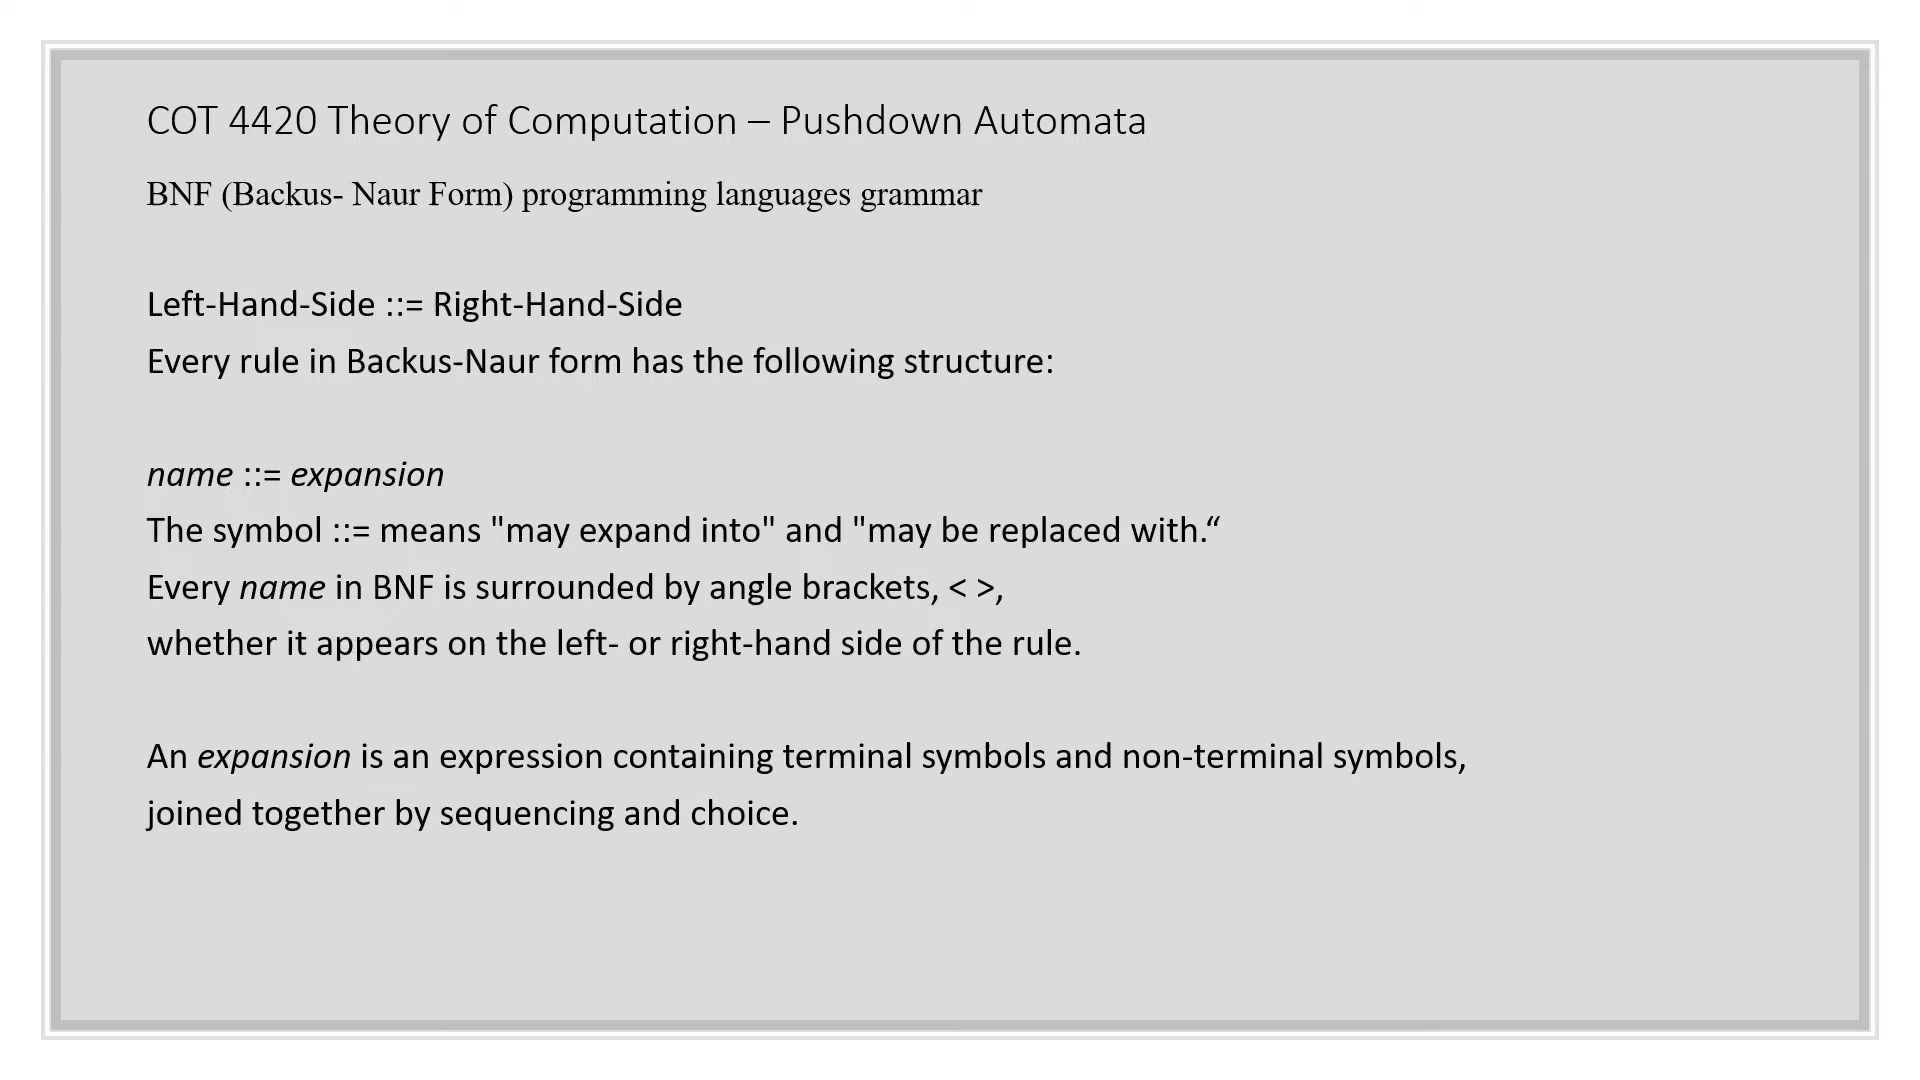 COT 4420 Theory of Computation – Pushdown Automata
BNF (Backus- Naur Form) programming languages grammar
Left-Hand-Side ::= Right-Hand-Side
Every rule in Backus-Naur form has the following structure:
name ::= expansion
The symbol ::= means "may expand into" and "may be replaced with.“
Every name in BNF is surrounded by angle brackets, < >,
whether it appears on the left- or right-hand side of the rule.
An expansion is an expression containing terminal symbols and non-terminal symbols,
joined together by sequencing and choice.